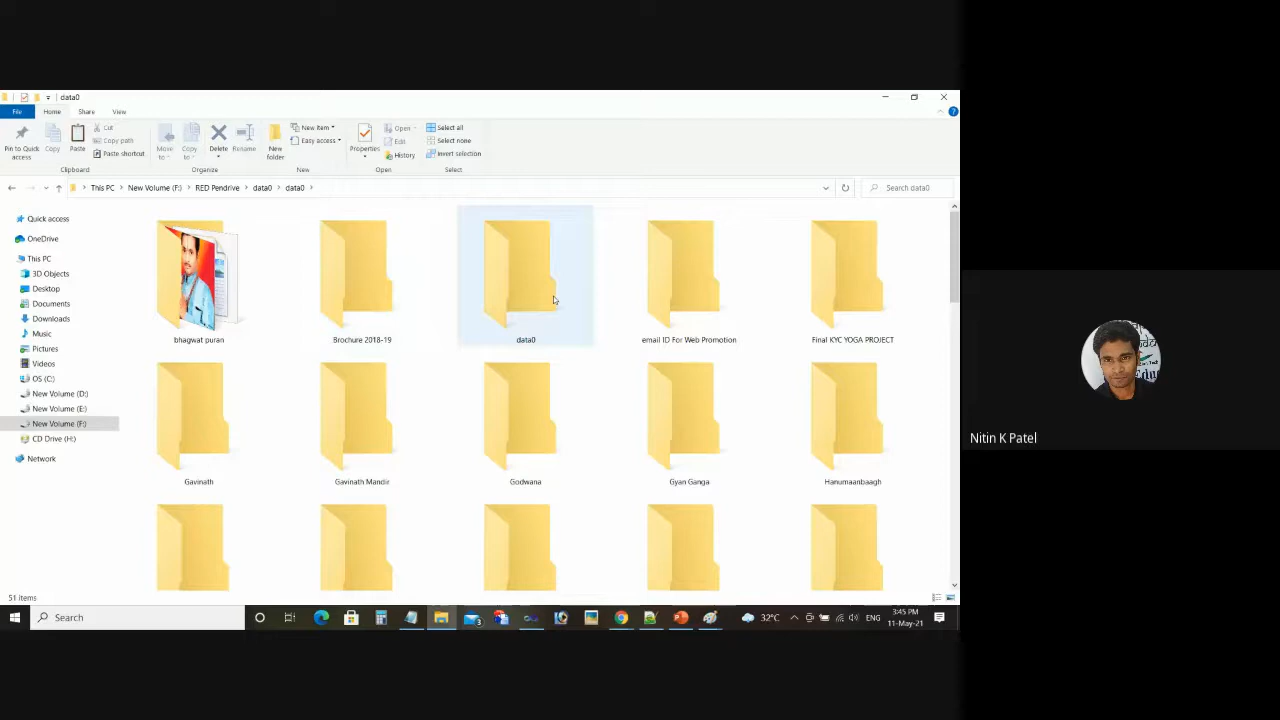 data0
File Home Share View
Pin to Quick access
Copy
Paste
Cut
Copy path
Paste shortcut
Clipboard
Move to
Copy to
Delete
Rename
Organize
New folder
New item
Easy access
New
Properties
Open
Edit
History
Open
Select all
Select none
Invert selection
Select
This PC > New Volume (F:) > RED Pendrive > data0 > data0 >
Search data0
Quick access
OneDrive
This PC
3D Objects
Desktop
Documents
Downloads
Music
Pictures
Videos
OS (C:)
New Volume (D:)
New Volume (E:)
New Volume (F:)
CD Drive (H:)
Network
bhagwat puran
Brochure 2018-19
data0
email ID For Web Promotion
Final KYC YOGA PROJECT
Gavinath
Gavinath Mandir
Godwana
Gyan Ganga
Hanumaanbaagh
51 items
Search
3
32°C
ENG
3:45 PM
11-May-21
Nitin K Patel